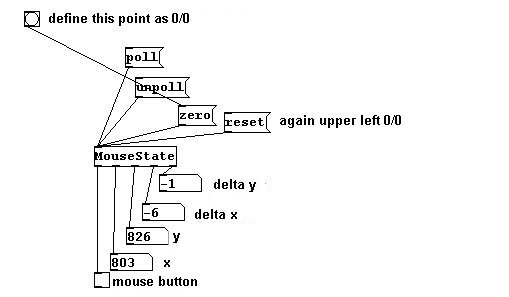 define this point as 0/0
poll
unpoll
zero
reset again upper left 0/0
MouseState
-1 delta y
-6 delta x
826 y
803 x
mouse button